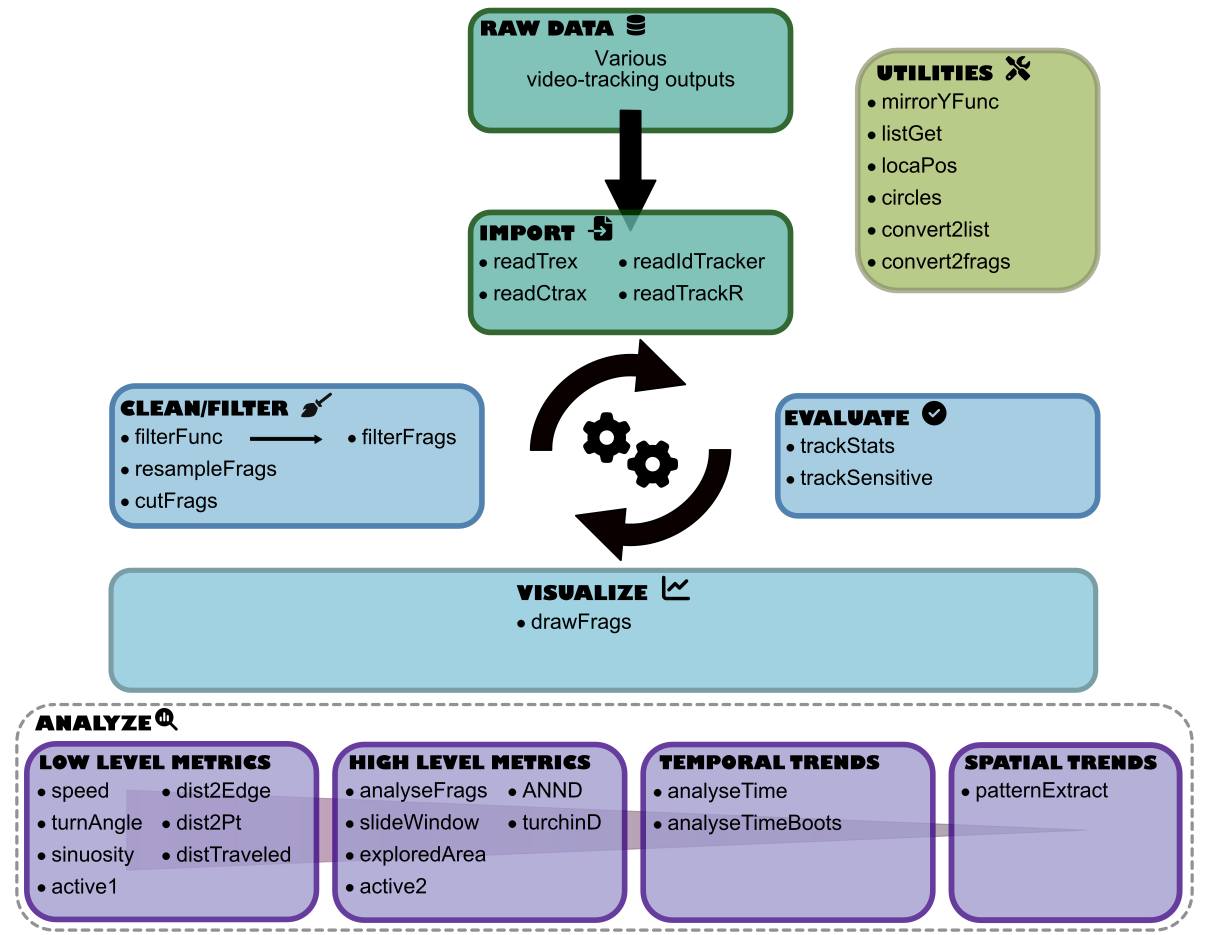 RAW DATA
Various
video-tracking outputs
UTILITIES
• mirrorYFunc
• listGet
• locaPos
• circles
• convert2list
• convert2frags
IMPORT
• readTrex • readIdTracker
• readCtrax • readTrackR
CLEAN/FILTER
• filterFunc • filterFrags
• resampleFrags
• cutFrags
EVALUATE
• trackStats
• trackSensitive
VISUALIZE
• drawFrags
ANALYZE
LOW LEVEL METRICS
• speed • dist2Edge
• turnAngle • dist2Pt
• sinuosity • distTraveled
• active1
HIGH LEVEL METRICS
• analyseFrags • ANND
• slideWindow • turchinD
• exploredArea
• active2
TEMPORAL TRENDS
• analyseTime
• analyseTimeBoots
SPATIAL TRENDS
• patternExtract